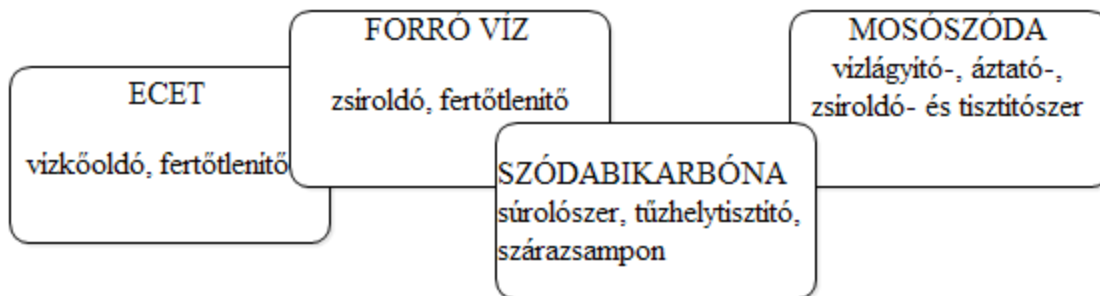 ECET
vízkőoldó, fertőtlenítő
FORRÓ VÍZ
zsíroldó, fertőtlenítő
SZÓDABIKARBÓNA
súrolószer, tűzhelytisztító,
szárazsampon
MOSÓSZÓDA
vízlágyító-, áztató-,
zsíroldó- és tisztítószer